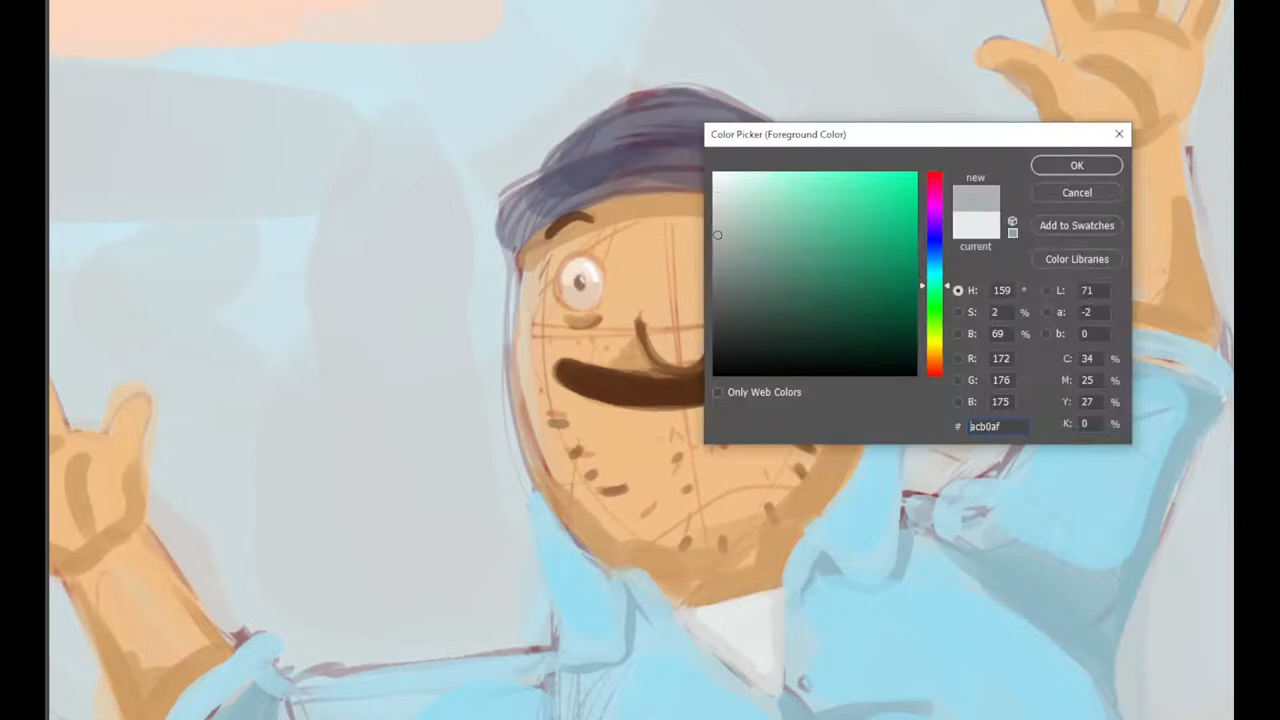 Color Picker (Foreground Color)
new
current
OK
Cancel
Add to Swatches
Color Libraries
H: 159 °
S: 2 %
B: 69 %
R: 172
G: 176
B: 175
# acb0af
L: 71
a: -2
b: 0
C: 34 %
M: 25 %
Y: 27 %
K: 0 %
Only Web Colors